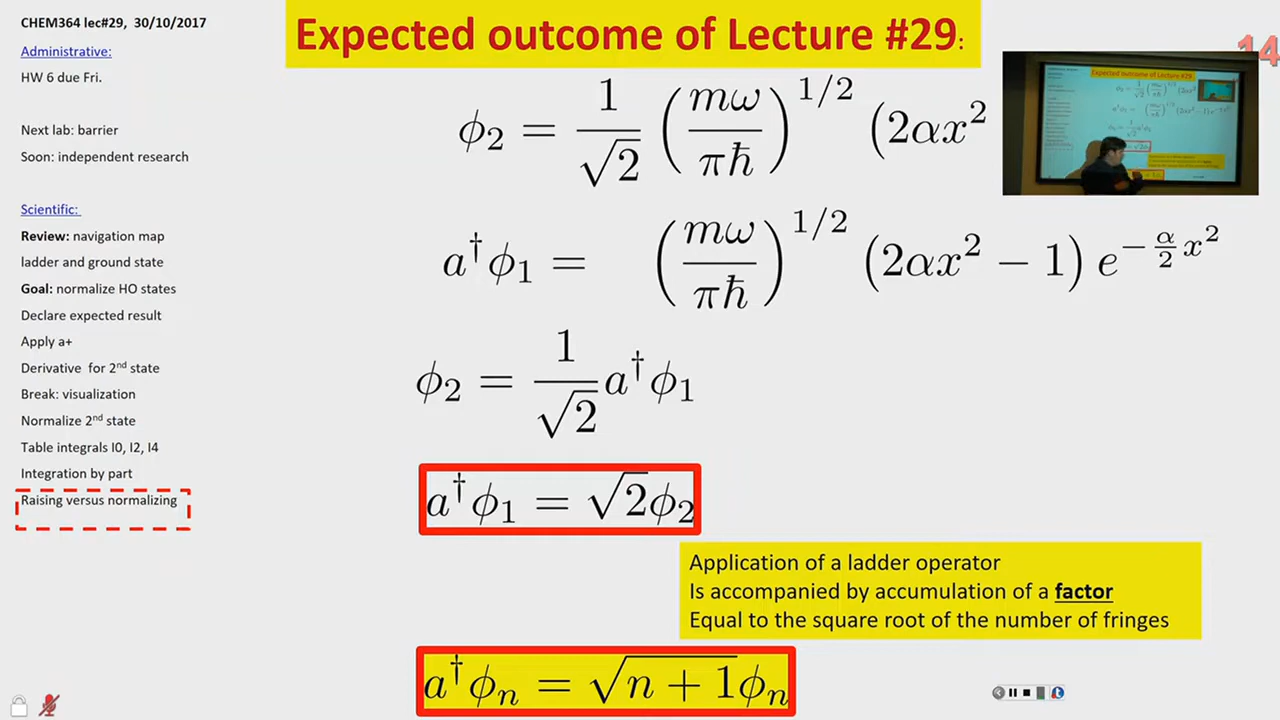 CHEM364 lec#29, 30/10/2017
Administrative:
HW 6 due Fri.
Next lab: barrier
Soon: independent research
Scientific:
Review: navigation map
ladder and ground state
Goal: normalize HO states
Declare expected result
Apply a+
Derivative for 2nd state
Break: visualization
Normalize 2nd state
Table integrals I0, I2, I4
Integration by part
Raising versus normalizing
Expected outcome of Lecture #29:
14
ϕ₂ = 1/√2 (mω/πħ)^1/2 (2αx²
a†ϕ₁ = (mω/πħ)^1/2 (2αx² − 1) e^−α/2 x²
ϕ₂ = 1/√2 a†ϕ₁
a†ϕ₁ = √2ϕ₂
Application of a ladder operator
Is accompanied by accumulation of a factor
Equal to the square root of the number of fringes
a†ϕₙ = √n + 1ϕₙ